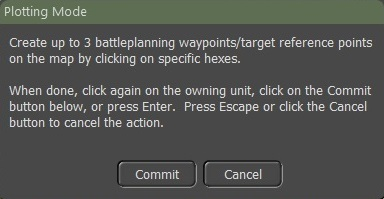 Plotting Mode
Create up to 3 battleplanning waypoints/target reference points
on the map by clicking on specific hexes.
When done, click again on the owning unit, click on the Commit
button below, or press Enter.  Press Escape or click the Cancel
button to cancel the action.
Commit
Cancel